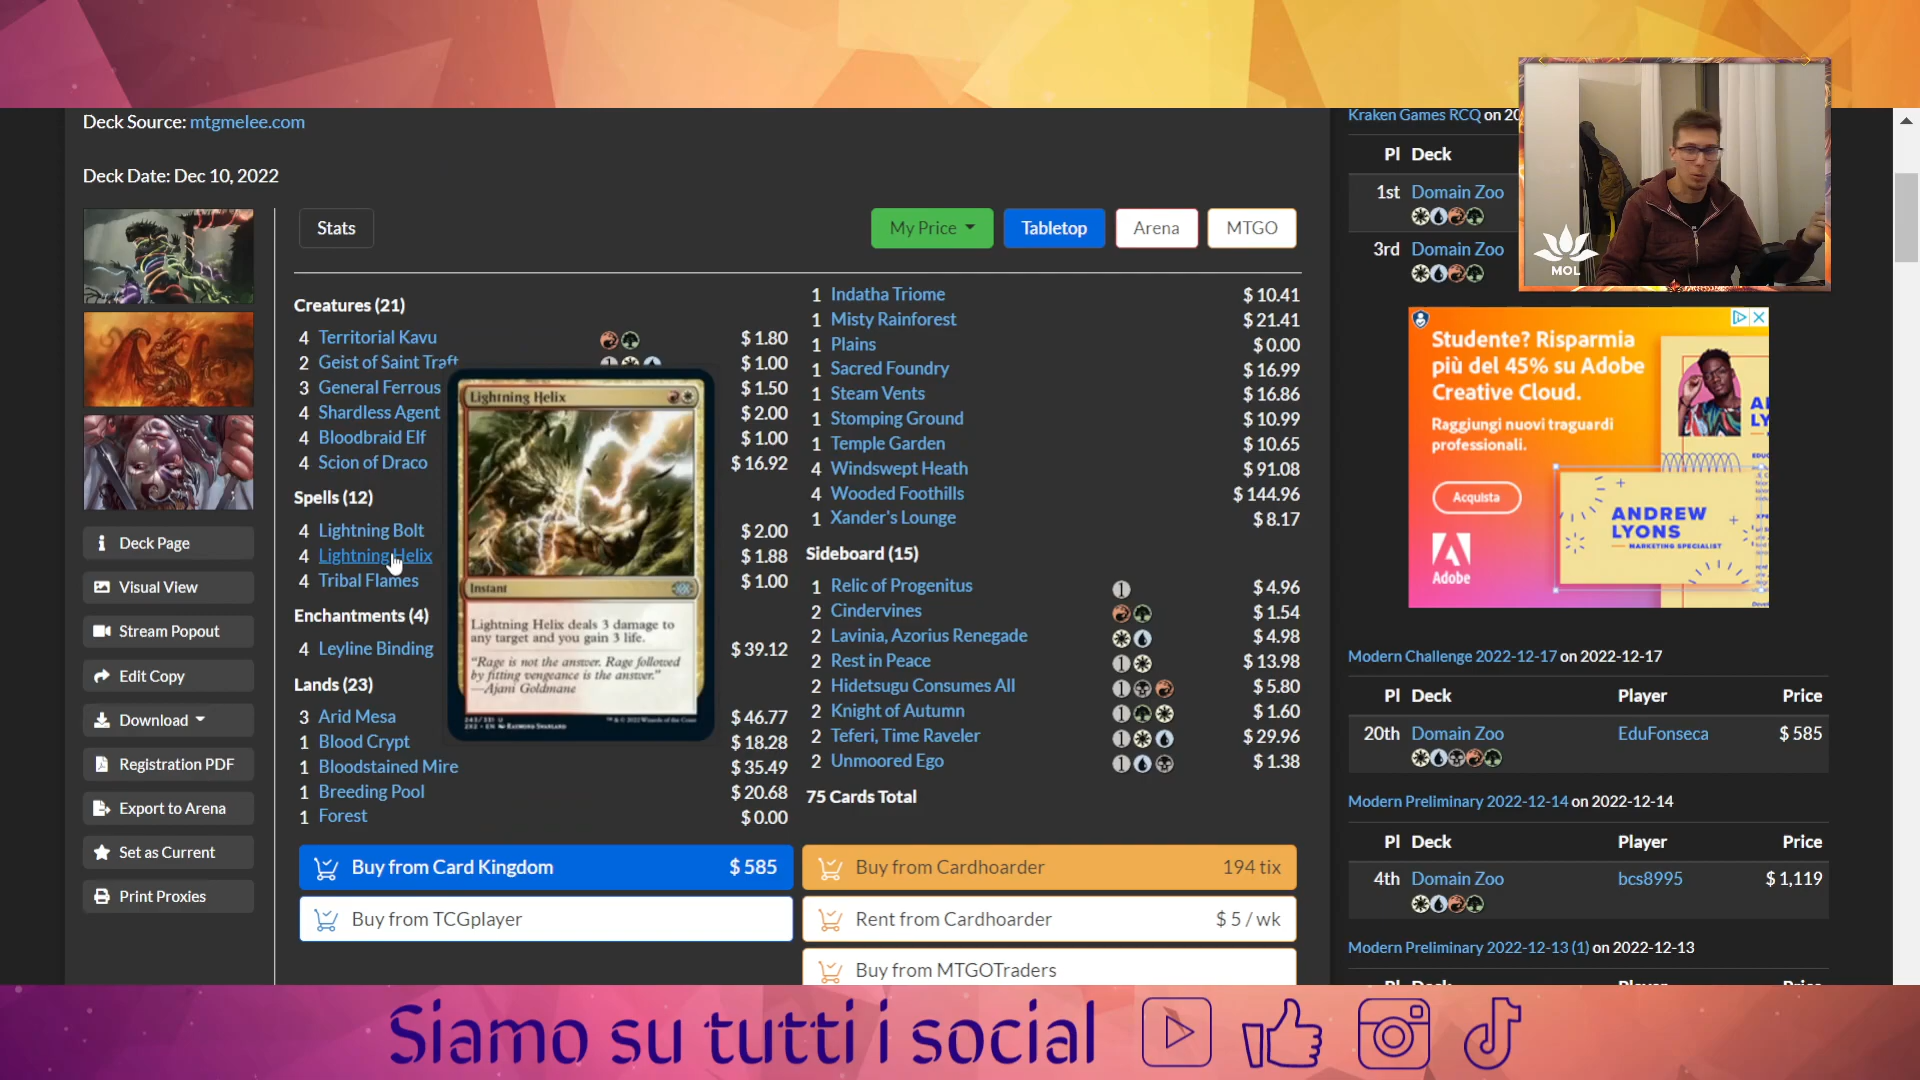 Deck Source: mtgmelee.com
Deck Date: Dec 10, 2022
Stats
My Price
Tabletop
Arena
MTGO
Creatures (21)
4 Territorial Kavu $ 1.80
2 Geist of Saint Traft $ 1.00
3 General Ferrous $ 1.50
4 Shardless Agent $ 2.00
4 Bloodbraid Elf $ 1.00
4 Scion of Draco $ 16.92
Spells (12)
4 Lightning Bolt $ 2.00
4 Lightning Helix $ 1.88
4 Tribal Flames $ 1.00
Enchantments (4)
4 Leyline Binding $ 39.12
Lands (23)
3 Arid Mesa $ 46.77
1 Blood Crypt $ 18.28
1 Bloodstained Mire $ 35.49
1 Breeding Pool $ 20.68
1 Forest $ 0.00
1 Indatha Triome $ 10.41
1 Misty Rainforest $ 21.41
1 Plains $ 0.00
1 Sacred Foundry $ 16.99
1 Steam Vents $ 16.86
1 Stomping Ground $ 10.99
1 Temple Garden $ 10.65
4 Windswept Heath $ 91.08
4 Wooded Foothills $ 144.96
1 Xander's Lounge $ 8.17
Sideboard (15)
1 Relic of Progenitus 1 $ 4.96
2 Cindervines $ 1.54
2 Lavinia, Azorius Renegade $ 4.98
2 Rest in Peace 1 $ 13.98
2 Hidetsugu Consumes All 1 $ 5.80
2 Knight of Autumn 1 $ 1.60
2 Teferi, Time Raveler 1 $ 29.96
2 Unmoored Ego 1 $ 1.38
75 Cards Total
Lightning Helix
Instant
Lightning Helix deals 3 damage to
any target and you gain 3 life.
"Rage is not the answer. Rage followed
by fitting vengeance is the answer."
—Ajani Goldmane
Deck Page
Visual View
Stream Popout
Edit Copy
Download
Registration PDF
Export to Arena
Set as Current
Print Proxies
Buy from Card Kingdom $ 585
Buy from TCGplayer
Buy from Cardhoarder 194 tix
Rent from Cardhoarder $ 5 / wk
Buy from MTGOTraders
Kraken Games RCQ on 20
Pl Deck
1st Domain Zoo
3rd Domain Zoo
MOL
Studente? Risparmia
più del 45% su Adobe
Creative Cloud.
Raggiungi nuovi traguardi
professionali.
Acquista
Adobe
ANDREW
LYONS
MARKETING SPECIALIST
Modern Challenge 2022-12-17 on 2022-12-17
Pl Deck Player Price
20th Domain Zoo EduFonseca $ 585
Modern Preliminary 2022-12-14 on 2022-12-14
Pl Deck Player Price
4th Domain Zoo bcs8995 $ 1,119
Modern Preliminary 2022-12-13 (1) on 2022-12-13
Siamo su tutti i social